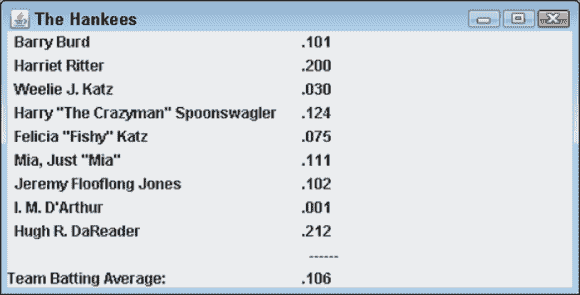 The Hankees
Barry Burd .101
Harriet Ritter .200
Weelie J. Katz .030
Harry "The Crazyman" Spoonswagler .124
Felicia "Fishy" Katz .075
Mia, Just "Mia" .111
Jeremy Flooflong Jones .102
I. M. D'Arthur .001
Hugh R. DaReader .212
------
Team Batting Average: .106